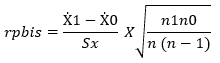 rpbis = (Ẋ1 − Ẋ0) / Sx X √(n1n0 / n (n − 1))